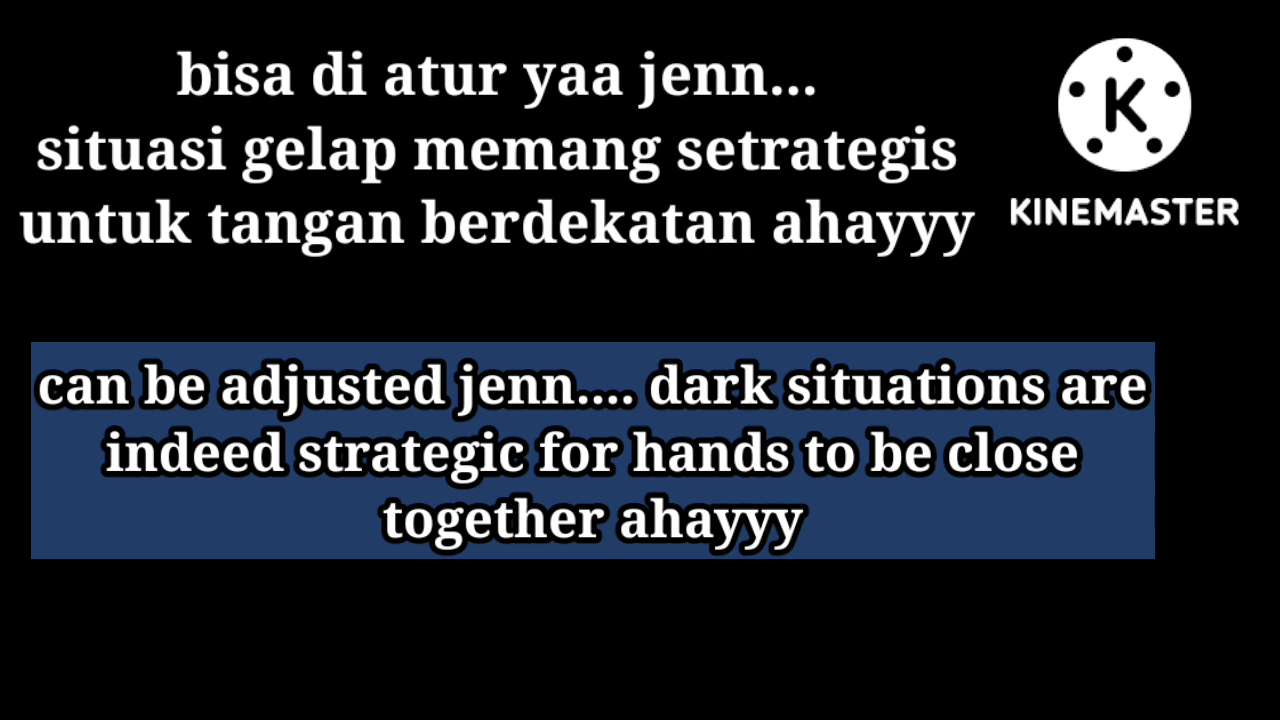 bisa di atur yaa jenn...
situasi gelap memang setrategis
untuk tangan berdekatan ahayyy
K
KINEMASTER
can be adjusted jenn.... dark situations are
indeed strategic for hands to be close
together ahayyy